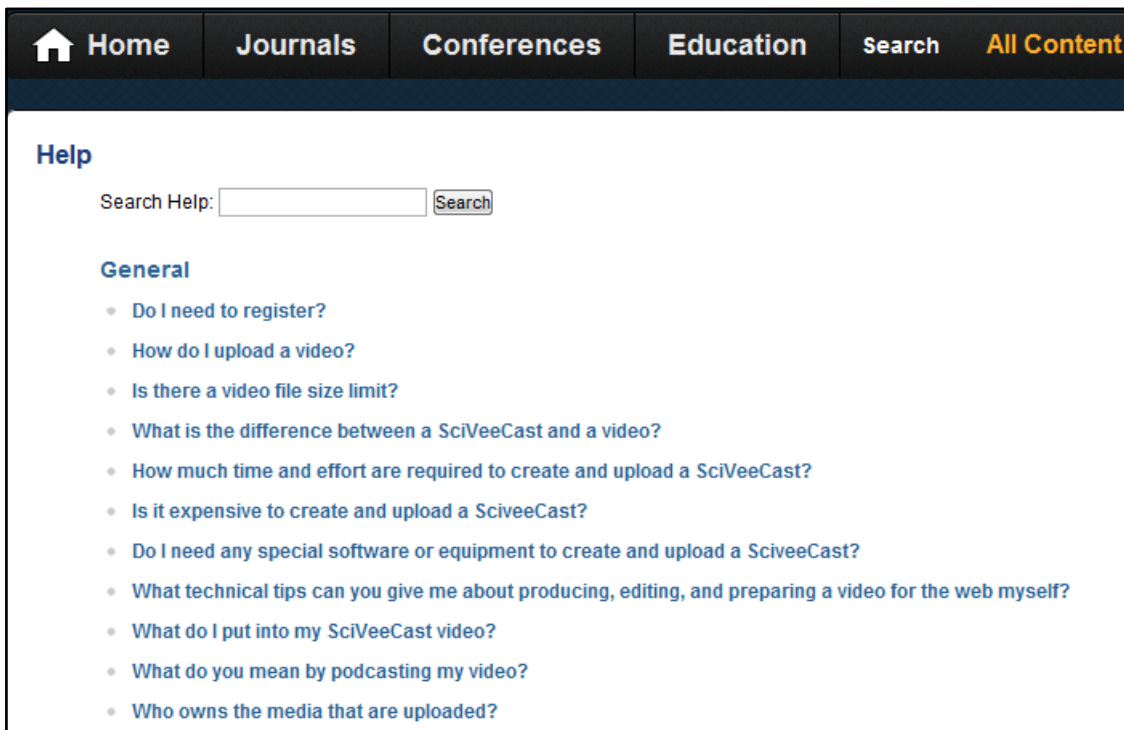 Home Journals Conferences Education Search All Content
Help
Search Help: Search
General
Do I need to register?
How do I upload a video?
Is there a video file size limit?
What is the difference between a SciVeeCast and a video?
How much time and effort are required to create and upload a SciVeeCast?
Is it expensive to create and upload a SciveeCast?
Do I need any special software or equipment to create and upload a SciveeCast?
What technical tips can you give me about producing, editing, and preparing a video for the web myself?
What do I put into my SciVeeCast video?
What do you mean by podcasting my video?
Who owns the media that are uploaded?